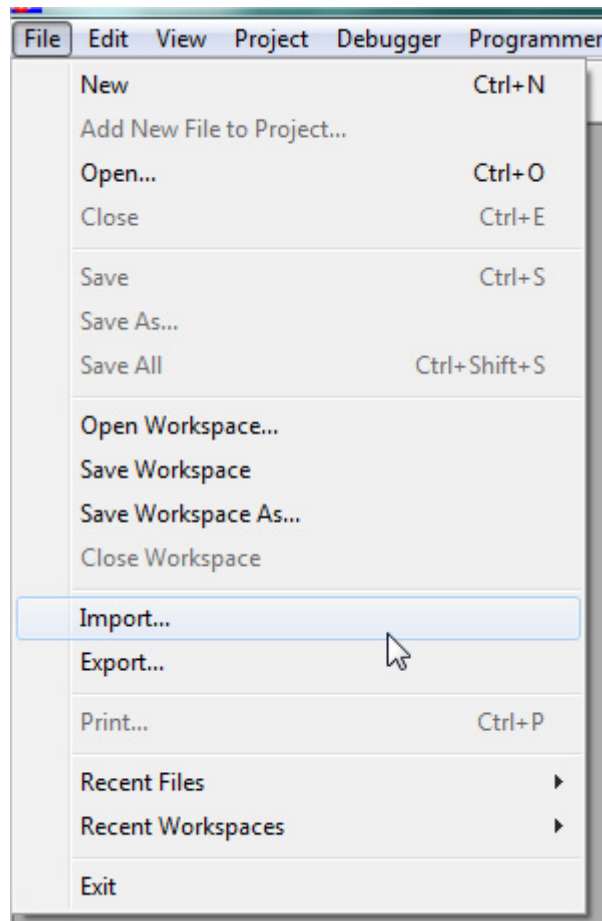 File Edit View Project Debugger Programmer
New Ctrl+N
Add New File to Project...
Open... Ctrl+O
Close Ctrl+E
Save Ctrl+S
Save As...
Save All Ctrl+Shift+S
Open Workspace...
Save Workspace
Save Workspace As...
Close Workspace
Import...
Export...
Print... Ctrl+P
Recent Files
Recent Workspaces
Exit